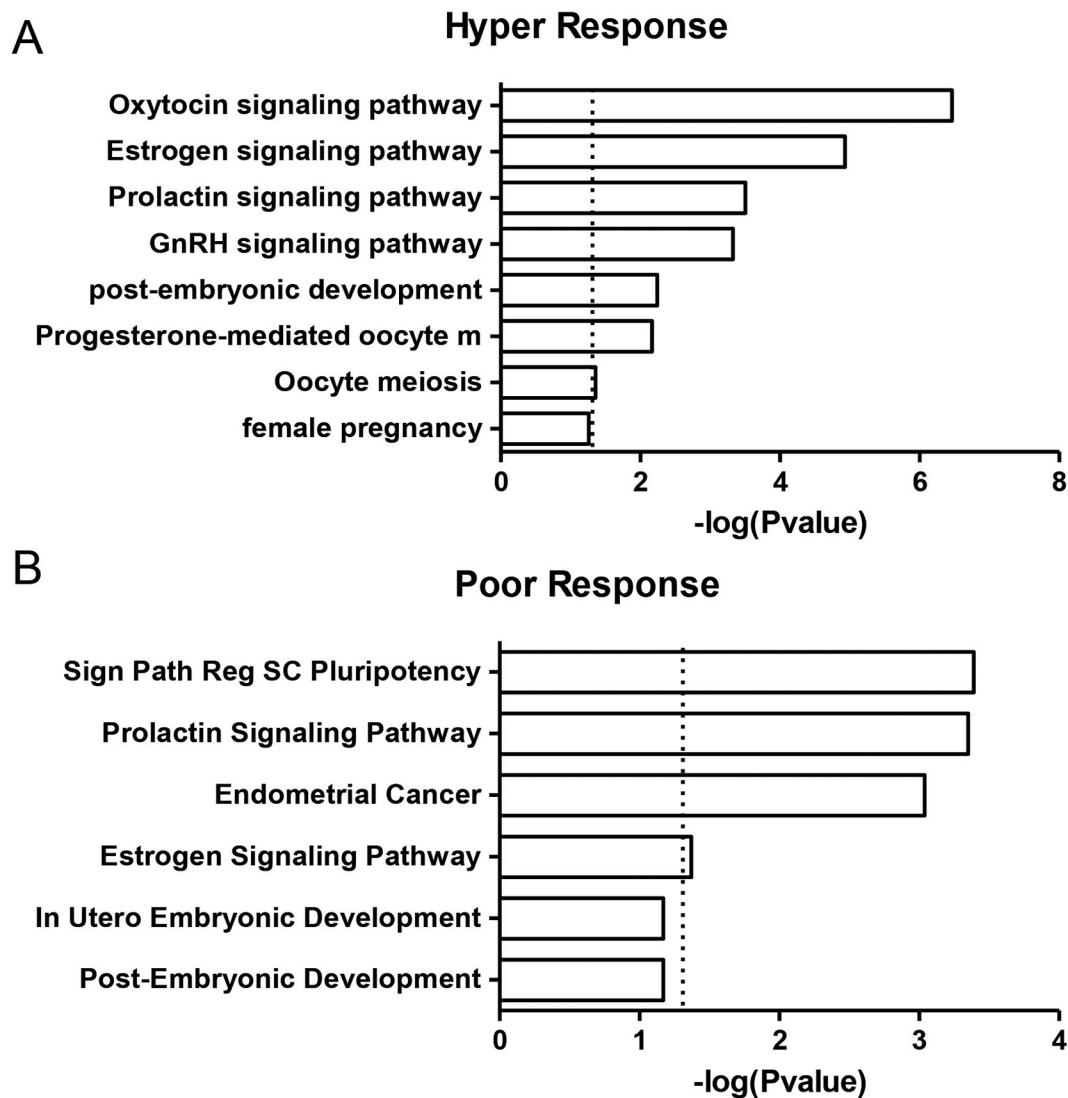 A
Hyper Response
Oxytocin signaling pathway
Estrogen signaling pathway
Prolactin signaling pathway
GnRH signaling pathway
post-embryonic development
Progesterone-mediated oocyte m
Oocyte meiosis
female pregnancy
0 2 4 6 8
-log(Pvalue)
B
Poor Response
Sign Path Reg SC Pluripotency
Prolactin Signaling Pathway
Endometrial Cancer
Estrogen Signaling Pathway
In Utero Embryonic Development
Post-Embryonic Development
0 1 2 3 4
-log(Pvalue)